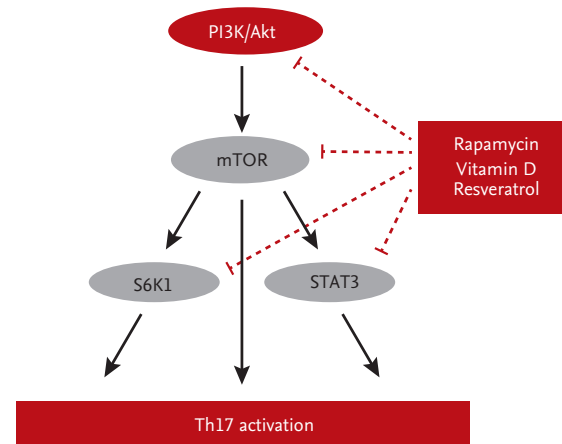 PI3K/Akt
mTOR
Rapamycin
Vitamin D
Resveratrol
S6K1
STAT3
Th17 activation